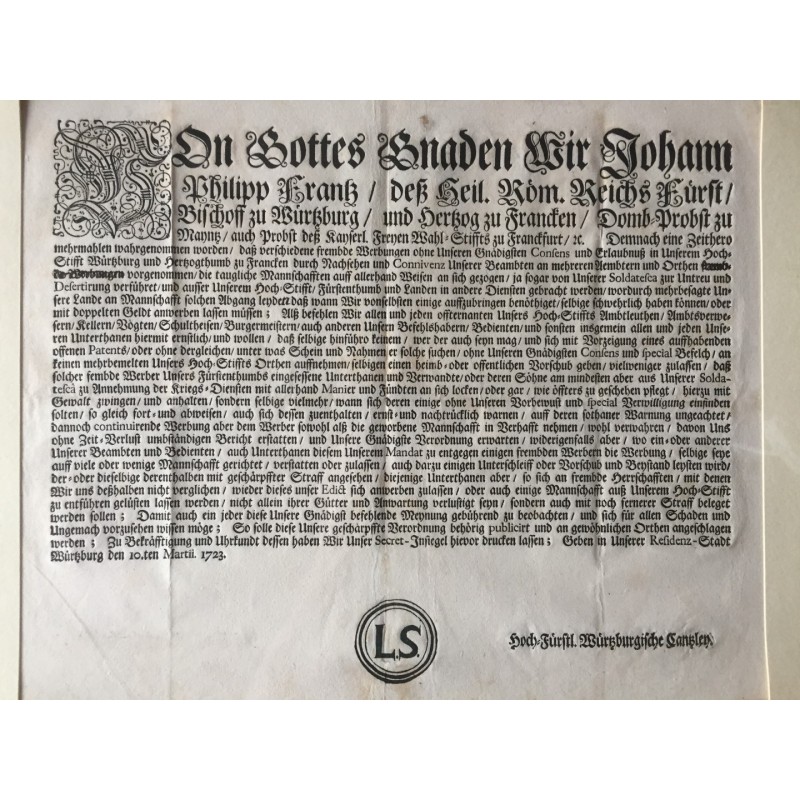 VOn Gottes Gnaden Wir Johann
Philipp Frantz / deß Heil. Röm. Reichs Fürst /
Bischoff zu Würtzburg / und Hertzog zu Francken / Domb-Probst zu
Mayntz / auch Probst deß Kayserl. Freyen Wahl-Stiffts zu Franckfurt / ꝛc. Demnach eine Zeithero
mehrmahlen wahrgenommen worden / daß verschiedene frembde Werbungen ohne Unseren Gnädigsten Consens und Erlaubnuß in Unserem Hoch-
Stifft Würtzburg und Hertzogthumb zu Francken durch Nachsehen und Connivenz Unserer Beambten an mehreren Aembtern und Orthen
vorgenommen / die taugliche Mannschafften auff allerhand Weisen an sich gezogen / ja sogar von Unserer Soldatesca zur Untreu und
Desertirung verführet / und ausser Unserem Hoch-Stifft / Fürstenthumb und Landen in andere Diensten gebracht werden / wordurch mehrbesagte Un-
sere Lande an Mannschafft solchen Abgang leyden daß wann Wir vonselbsten einige auffzubringen benöthiget / selbige schwehrlich haben können / oder
mit doppelten Geldt anwerben lassen müssen ; Alß befehlen Wir allen und jeden offternanten Unsers Hoch-Stiffts Ambtleuthen / Ambtsverwe-
sern / Kellern / Vögten / Schultheisen / Burgermeistern / auch anderen Unsern Befehlshabern / Bedienten / und sonsten insgemein allen und jeden Unse-
ren Unterthanen hiermit ernstlich / und wollen / daß selbige hinführo keinem / wer der auch seyn mag / und sich mit Vorzeigung eines auffhabenden
offenen Patents / oder ohne dergleichen / unter was Schein und Nahmen er solche suchen / ohne Unseren Gnädigsten Consens und special Befelch / an
keinen mehrbemelten Unsers Hoch-Stiffts Orthen auffnehmen / selbigen einen heimb- oder offentlichen Vorschub geben / vielweniger zulassen / daß
solcher fembde Werber Unsers Fürstenthumbs eingesessene Unterthanen und Verwandte / oder deren Söhne am mindesten aber aus Unserer Solda-
tesca zu Annehmung der Kriegs-Diensten mit allerhand Manier und Fündten an sich locken / oder gar / wie öffters zu geschehen pflegt / hierzu mit
Gewalt zwingen / und anhalten / sondern selbige vielmehr / wann sich deren einige ohne Unseren Vorbewust und special Verwilligung einfinden
solten / so gleich fort- und abweisen / auch sich dessen zuenthalten / ernst- und nachtrücklich warnen / auff deren sothaner Warnung ungeachtet /
dannoch continuirende Werbung aber dem Werber sowohl alß die geworbene Mannschafft in Verhafft nehmen / wohl verwahren / davon Uns
ohne Zeit-Verlust umbständigen Bericht erstatten / und Unsere Gnädigste Verordnung erwarten / widerigenfalls aber / wo ein- oder anderer
Unserer Beambten und Bedienten / auch Unterthanen diesem Unserem Mandat zu entgegen einigen frembden Werbern die Werbung / selbige seye
auff viele oder wenige Mannschafft gerichtet / verstatten oder zulassen / auch darzu einigen Unterschleiff oder Vorschub und Beystand leysten wird /
der- oder dieselbige derenthalben mit geschärpffter Straff angesehen / diejenige Unterthanen aber / so sich an frembde Herrschafften / mit denen
Wir uns deßhalben nicht verglichen / wieder dieses unser Edict sich anwerben zulassen / oder auch einige Mannschafft auß Unserem Hoch-Stifft
zu entführen gelüsten lassen werden / nicht allein ihrer Gütter und Anwartung verlustiget seyn / sondern auch mit noch fernerer Straff beleget
werden sollen ; Damit auch ein jeder diese Unsere Gnädigst befehlende Meynung gebührend zu beobachten / und sich für allen Schaden und
Ungemach vorzusehen wissen möge ; So solle diese Unsere geschärpffte Verordnung behörig publicirt und an gewöhnlichen Orthen angeschlagen
werden ; Zu Bekräfftigung und Uhrkundt dessen haben Wir Unser Secret-Insiegel hievor drucken lassen ; Geben in Unserer Residenz-Stadt
Würtzburg den 10.ten Martii. 1723.
L.S.
Hoch-Fürstl. Würtzburgische Cantzley.